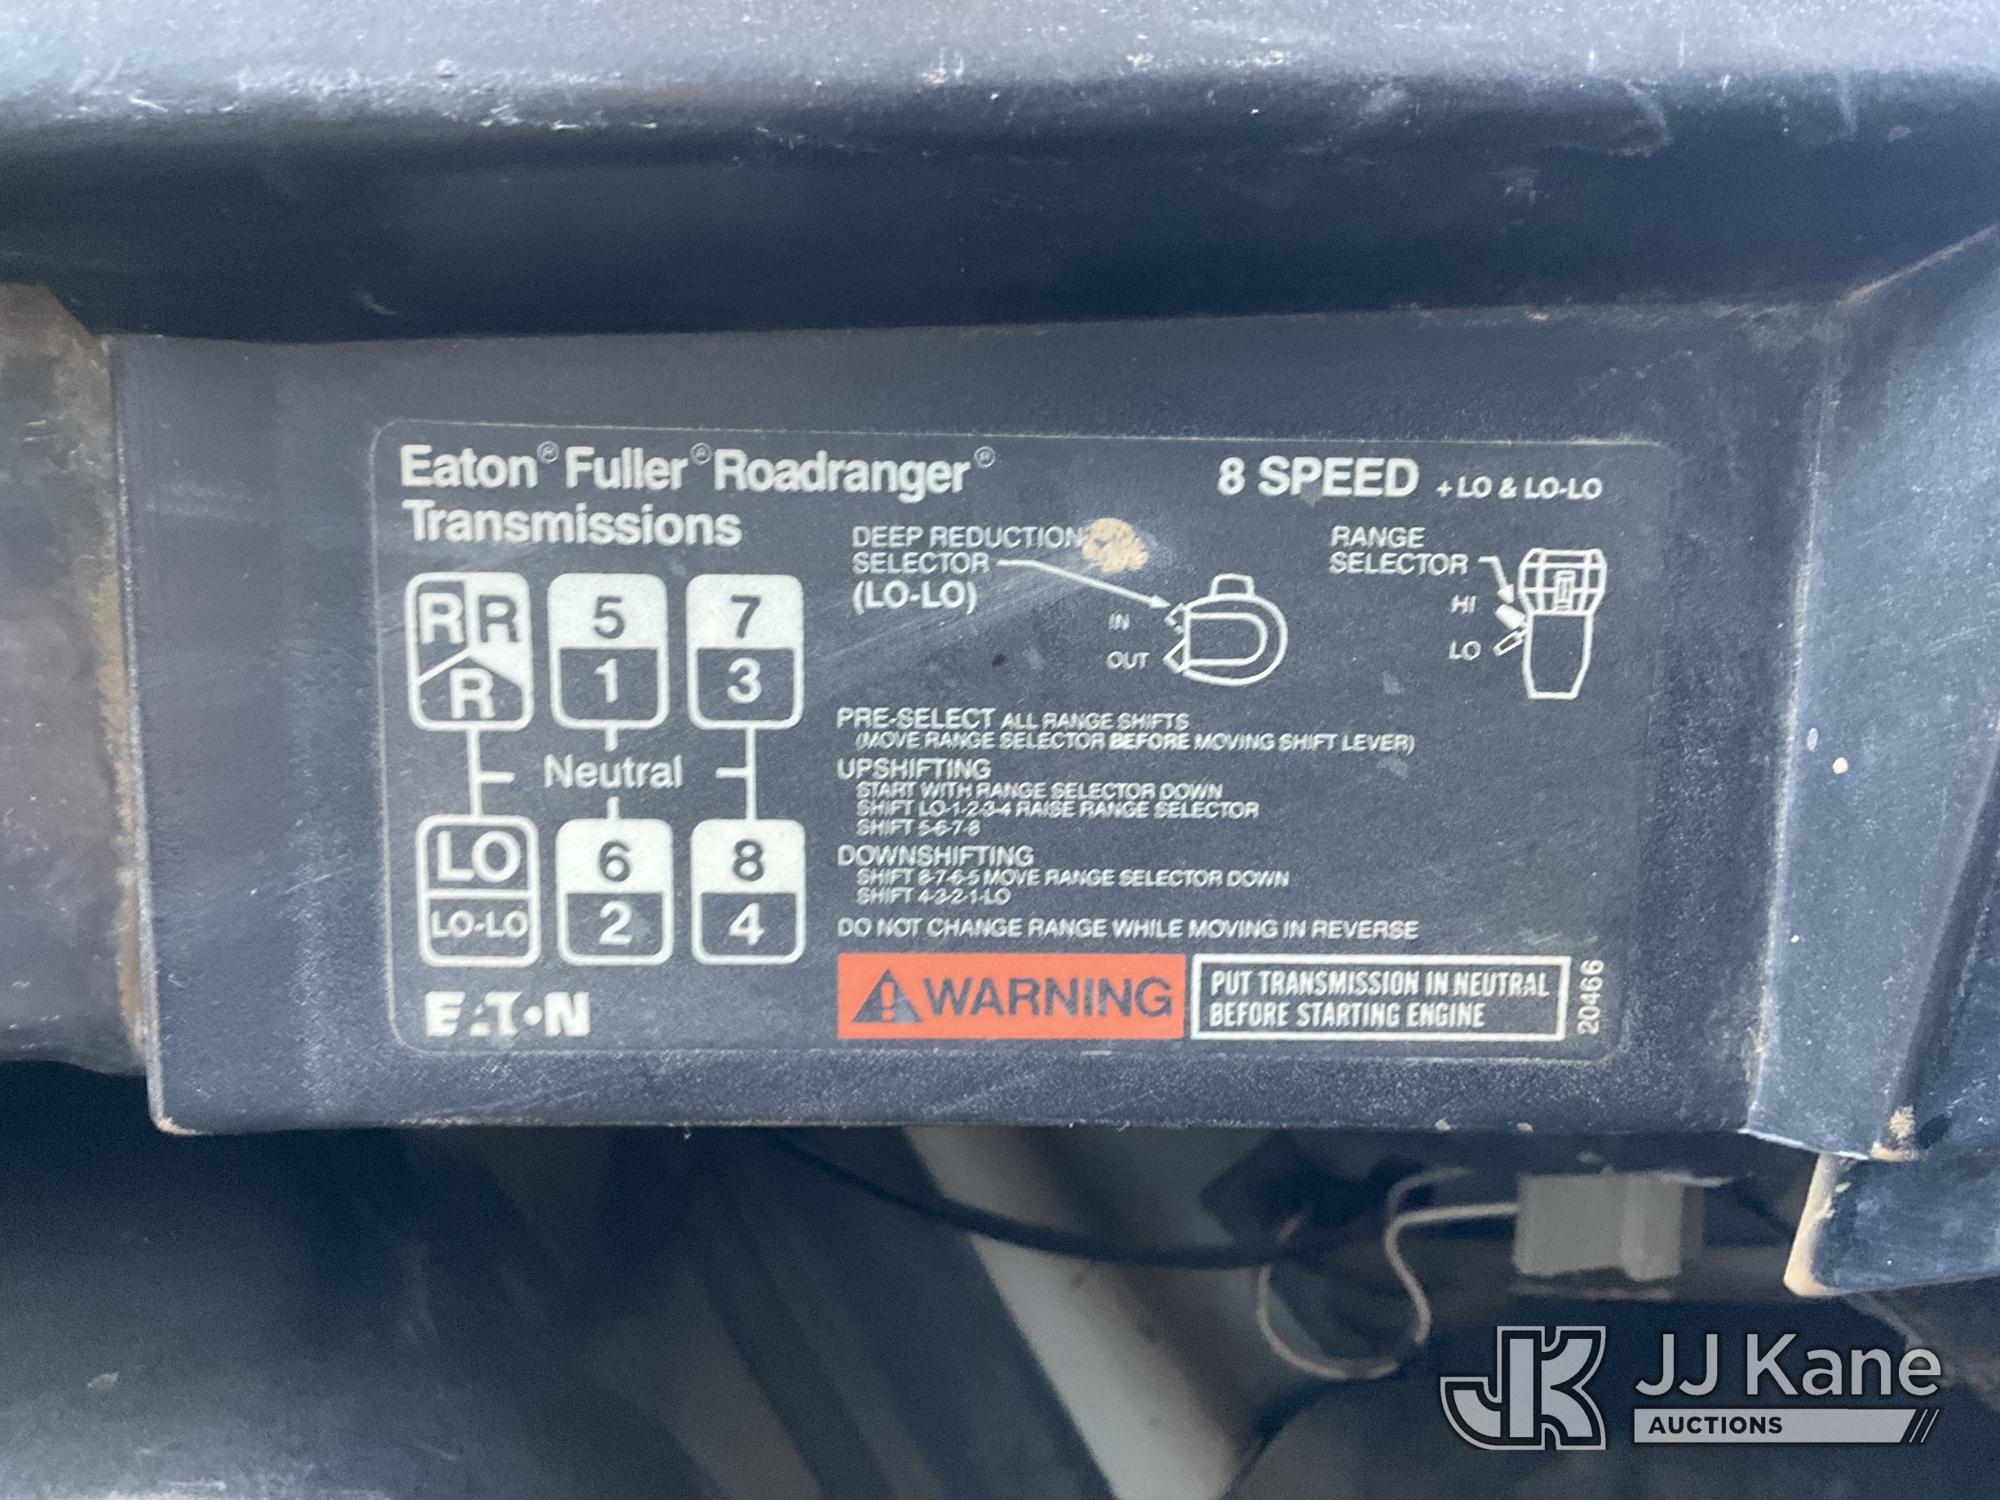 Eaton® Fuller® Roadranger®
Transmissions
8 SPEED + LO & LO-LO
DEEP REDUCTION
SELECTOR
(LO-LO)
IN
OUT
RANGE
SELECTOR
HI
LO
R R 5 7
R 1 3
Neutral
LO 6 8
LO-LO 2 4
PRE-SELECT ALL RANGE SHIFTS
(MOVE RANGE SELECTOR BEFORE MOVING SHIFT LEVER)
UPSHIFTING
START WITH RANGE SELECTOR DOWN
SHIFT LO-1-2-3-4 RAISE RANGE SELECTOR
SHIFT 5-6-7-8
DOWNSHIFTING
SHIFT 8-7-6-5 MOVE RANGE SELECTOR DOWN
SHIFT 4-3-2-1-LO
DO NOT CHANGE RANGE WHILE MOVING IN REVERSE
EATON
WARNING
PUT TRANSMISSION IN NEUTRAL
BEFORE STARTING ENGINE
20466
JK JJ Kane
AUCTIONS